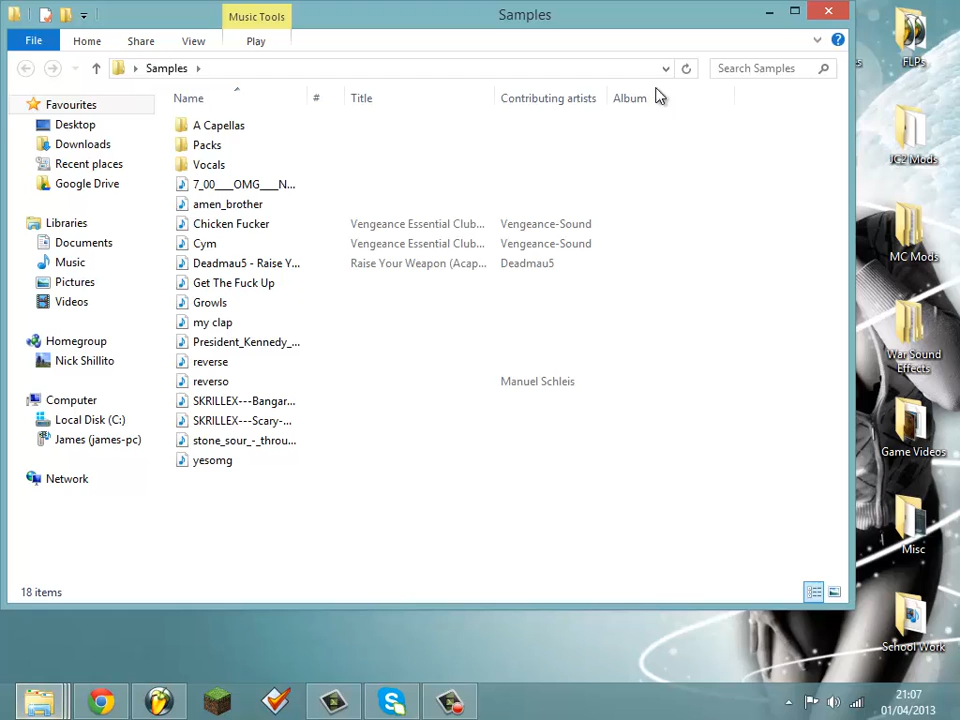 Music Tools
Samples
File
Home
Share
View
Play
Samples
Search Samples
Name
#
Title
Contributing artists
Album
Favourites
Desktop
Downloads
Recent places
Google Drive
Libraries
Documents
Music
Pictures
Videos
Homegroup
Nick Shillito
Computer
Local Disk (C:)
James (james-pc)
Network
A Capellas
Packs
Vocals
7_00___OMG___N...
amen_brother
Chicken Fucker Vengeance Essential Club... Vengeance-Sound
Cym Vengeance Essential Club... Vengeance-Sound
Deadmau5 - Raise Y... Raise Your Weapon (Acap... Deadmau5
Get The Fuck Up
Growls
my clap
President_Kennedy_...
reverse
reverso Manuel Schleis
SKRILLEX---Bangar...
SKRILLEX---Scary-...
stone_sour_-_throu...
yesomg
18 items
FLPs
JC2 Mods
MC Mods
War Sound
Effects
Game Videos
Misc
School Work
21:07
01/04/2013